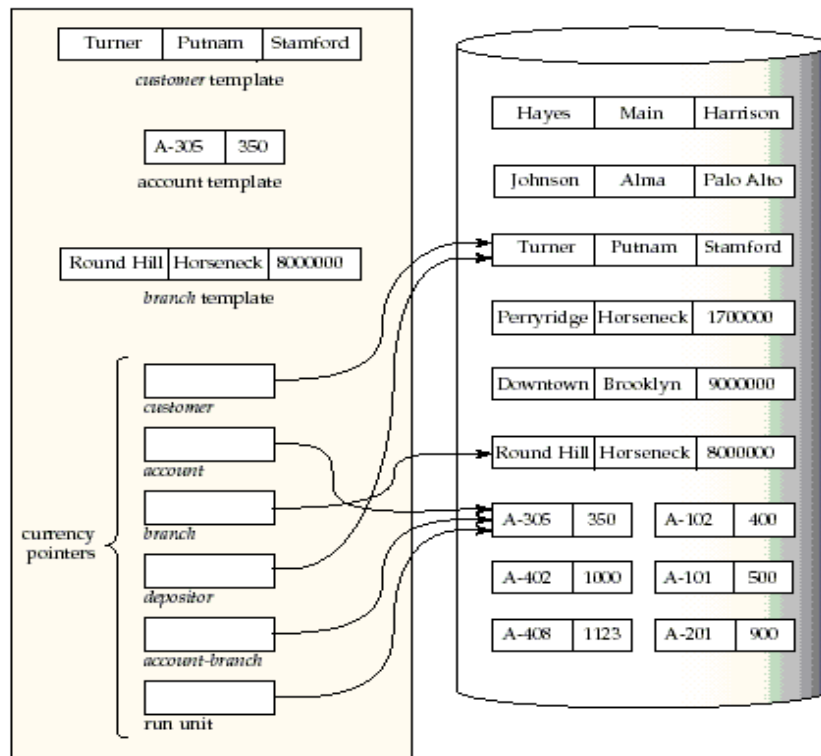 Turner Putnam Stamford
customer template
A-305 350
account template
Round Hill Horseneck 8000000
branch template
currency
pointers
customer
account
branch
depositor
account-branch
run unit
Hayes Main Harrison
Johnson Alma Palo Alto
Turner Putnam Stamford
Perryridge Horseneck 1700000
Downtown Brooklyn 9000000
Round Hill Horseneck 8000000
A-305 350 A-102 400
A-402 1000 A-101 500
A-408 1123 A-201 900